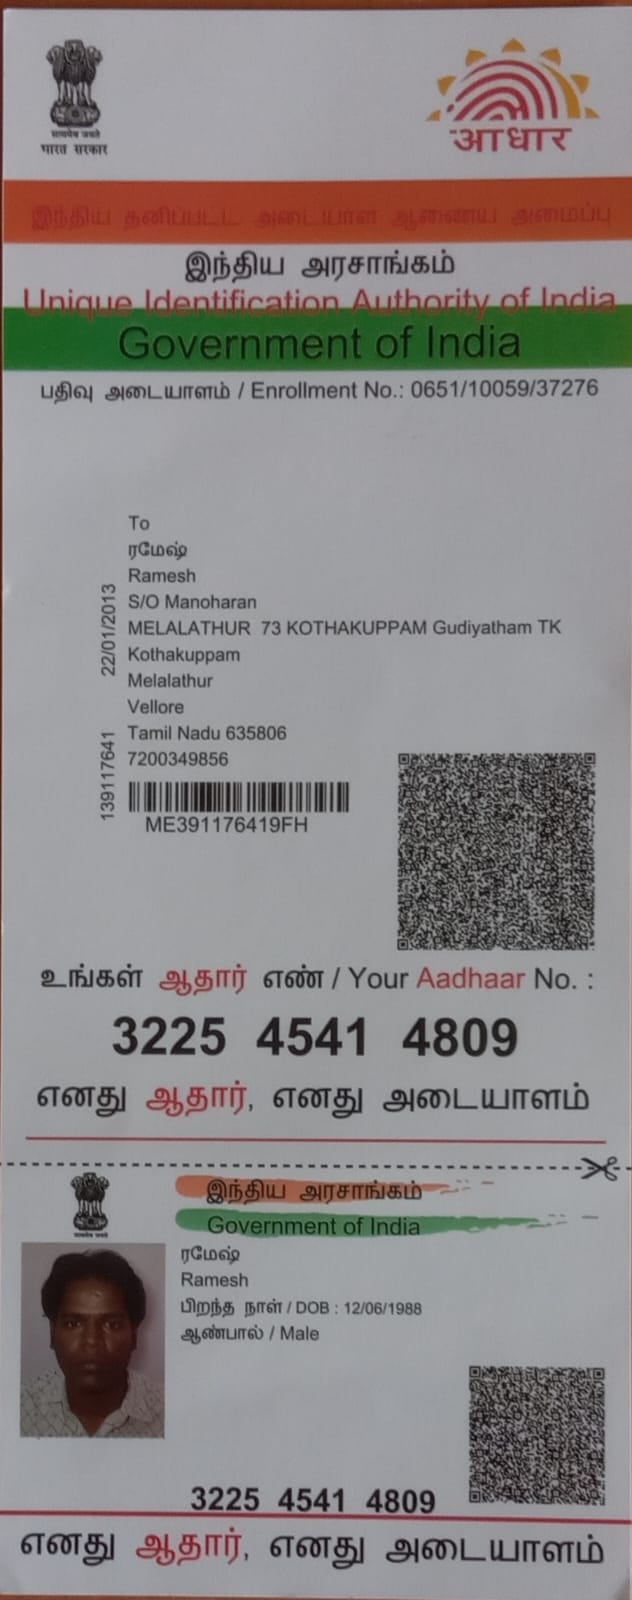 सत्यमेव जयते
भारत सरकार
आधार
இந்திய தனிப்பட்ட அடையாள ஆணைய அமைப்பு
இந்திய அரசாங்கம்
Unique Identification Authority of India
Government of India
பதிவு அடையாளம் / Enrollment No.: 0651/10059/37276
To
ரமேஷ்
Ramesh
S/O Manoharan
MELALATHUR 73 KOTHAKUPPAM Gudiyatham TK
Kothakuppam
Melalathur
Vellore
Tamil Nadu 635806
7200349856
22/01/2013
139117641
ME391176419FH
உங்கள் ஆதார் எண் / Your Aadhaar No. :
3225 4541 4809
எனது ஆதார், எனது அடையாளம்
இந்திய அரசாங்கம்
Government of India
ரமேஷ்
Ramesh
பிறந்த நாள் / DOB : 12/06/1988
ஆண்பால் / Male
3225 4541 4809
எனது ஆதார், எனது அடையாளம்